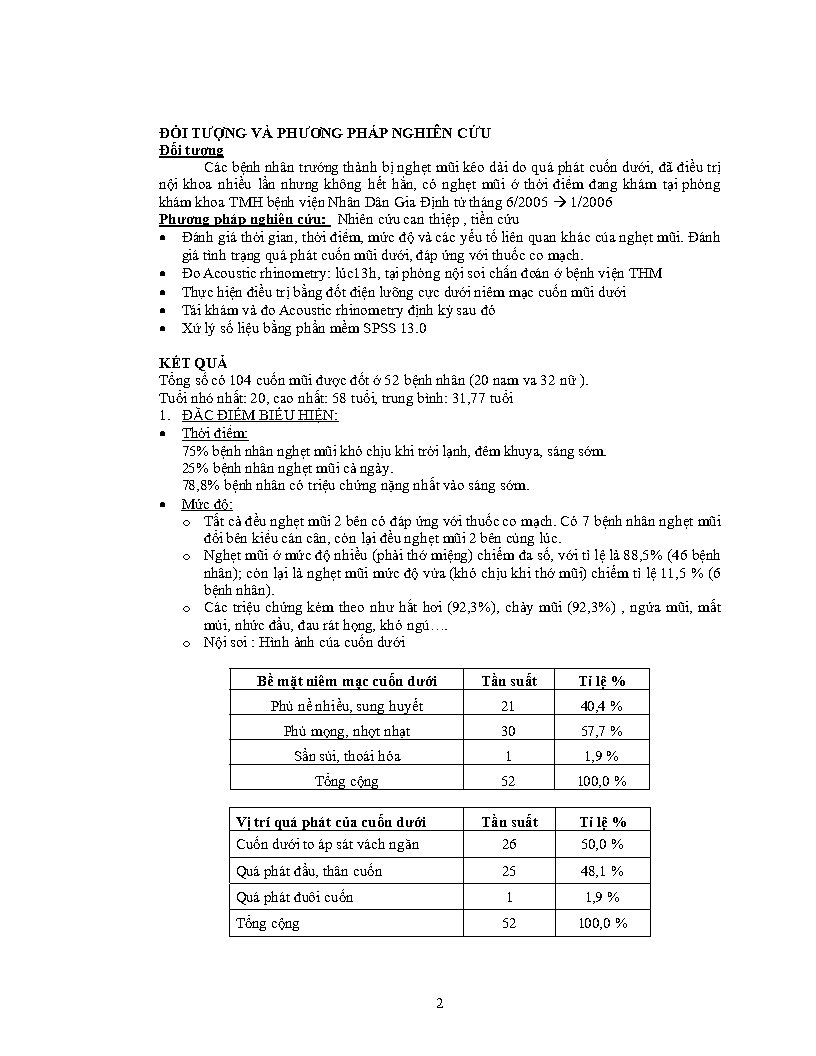 ĐỐI TƯỢNG VÀ PHƯƠNG PHÁP NGHIÊN CỨU
Đối tượng
Các bệnh nhân trưởng thành bị nghẹt mũi kéo dài do quá phát cuốn dưới, đã điều trị
nội khoa nhiều lần nhưng không hết hẳn, có nghẹt mũi ở thời điểm đang khám tại phòng
khám khoa TMH bệnh viện Nhân Dân Gia Định từ tháng 6/2005 → 1/2006
Phương pháp nghiên cứu: Nhiên cứu can thiệp , tiền cứu
• Đánh giá thời gian, thời điểm, mức độ và các yếu tố liên quan khác của nghẹt mũi. Đánh
giá tình trạng quá phát cuốn mũi dưới, đáp ứng với thuốc co mạch.
• Đo Acoustic rhinometry: lúc13h, tại phòng nội soi chẩn đoán ở bệnh viện THM
• Thực hiện điều trị bằng đốt điện lưỡng cực dưới niêm mạc cuốn mũi dưới
• Tái khám và đo Acoustic rhinometry định kỳ sau đó
• Xử lý số liệu bằng phần mềm SPSS 13.0
KẾT QUẢ
Tổng số có 104 cuốn mũi được đốt ở 52 bệnh nhân (20 nam va 32 nữ ).
Tuổi nhỏ nhất: 20, cao nhất: 58 tuổi, trung bình: 31,77 tuổi
1. ĐẶC ĐIỂM BIỂU HIỆN:
• Thời điểm:
75% bệnh nhân nghẹt mũi khó chịu khi trời lạnh, đêm khuya, sáng sớm.
25% bệnh nhân nghẹt mũi cả ngày.
78,8% bệnh nhân có triệu chứng nặng nhất vào sáng sớm.
• Mức độ:
o Tất cả đều nghẹt mũi 2 bên có đáp ứng với thuốc co mạch. Có 7 bệnh nhân nghẹt mũi
đổi bên kiểu cán cân, còn lại đều nghẹt mũi 2 bên cùng lúc.
o Nghẹt mũi ở mức độ nhiều (phải thở miệng) chiếm đa số, với tỉ lệ là 88,5% (46 bệnh
nhân); còn lại là nghẹt mũi mức độ vừa (khó chịu khi thở mũi) chiếm tỉ lệ 11,5 % (6
bệnh nhân).
o Các triệu chứng kèm theo như hắt hơi (92,3%), chảy mũi (92,3%) , ngứa mũi, mất
mùi, nhức đầu, đau rát họng, khó ngủ….
o Nội soi : Hình ảnh của cuốn dưới
Bề mặt niêm mạc cuốn dưới Tần suất Tỉ lệ %
Phù nề nhiều, sung huyết 21 40,4 %
Phù mọng, nhợt nhạt 30 57,7 %
Sần sùi, thoái hóa 1 1,9 %
Tổng cộng 52 100,0 %
Vị trí quá phát của cuốn dưới Tần suất Tỉ lệ %
Cuốn dưới to áp sát vách ngăn 26 50,0 %
Quá phát đầu, thân cuốn 25 48,1 %
Quá phát đuôi cuốn 1 1,9 %
Tổng cộng 52 100,0 %
2